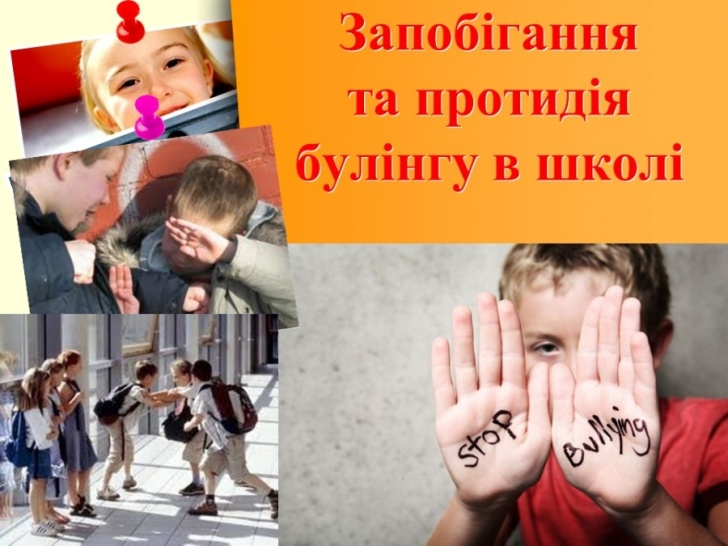 Запобігання
та протидія
булінгу в школі
Stop Bullying